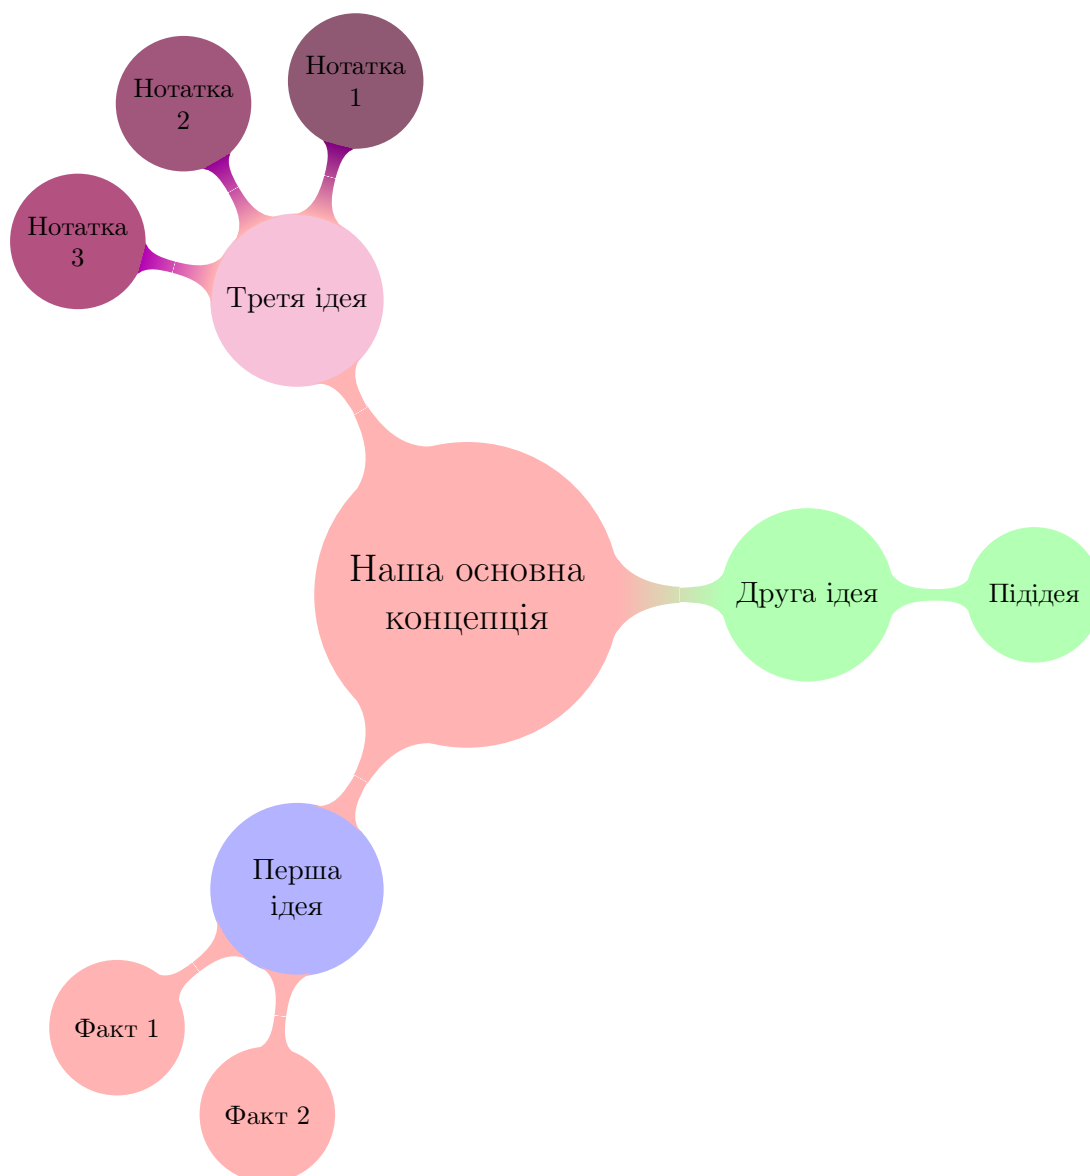 Нотатка
1
Нотатка
2
Нотатка
3
Третя ідея
Наша основна
концепція
Друга ідея
Підідея
Перша
ідея
Факт 1
Факт 2